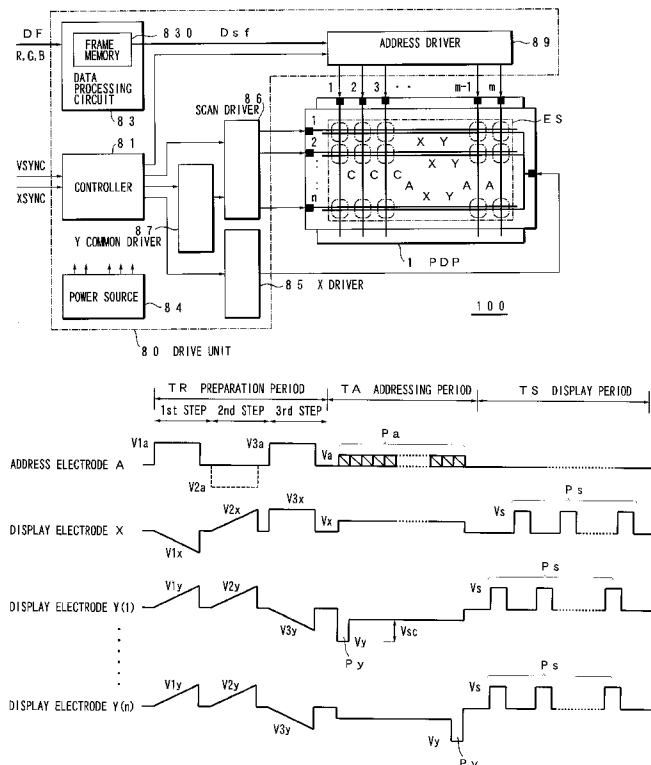 DF
R,G,B
FRAME MEMORY
DATA PROCESSING CIRCUIT
83
830
Dsf
ADDRESS DRIVER
89
1 2 3 ·· m-1 m
86
SCAN DRIVER
81
VSYNC
XSYNC
CONTROLLER
87
Y COMMON DRIVER
85 X DRIVER
POWER SOURCE
84
80 DRIVE UNIT
1
2
n
X Y
X Y
C C C
A
X Y
A A
ES
1 PDP
100
TR PREPARATION PERIOD
TA ADDRESSING PERIOD
TS DISPLAY PERIOD
1st STEP
2nd STEP
3rd STEP
ADDRESS ELECTRODE A
V1a
V2a
V3a
Va
Pa
DISPLAY ELECTRODE X
V1x
V2x
V3x
Vx
Vs
Ps
DISPLAY ELECTRODE Y(1)
V1y
V2y
V3y
Vy
Py
Vsc
Vs
Ps
DISPLAY ELECTRODE Y(n)
V1y
V2y
V3y
Vy
Py
Vs
Ps